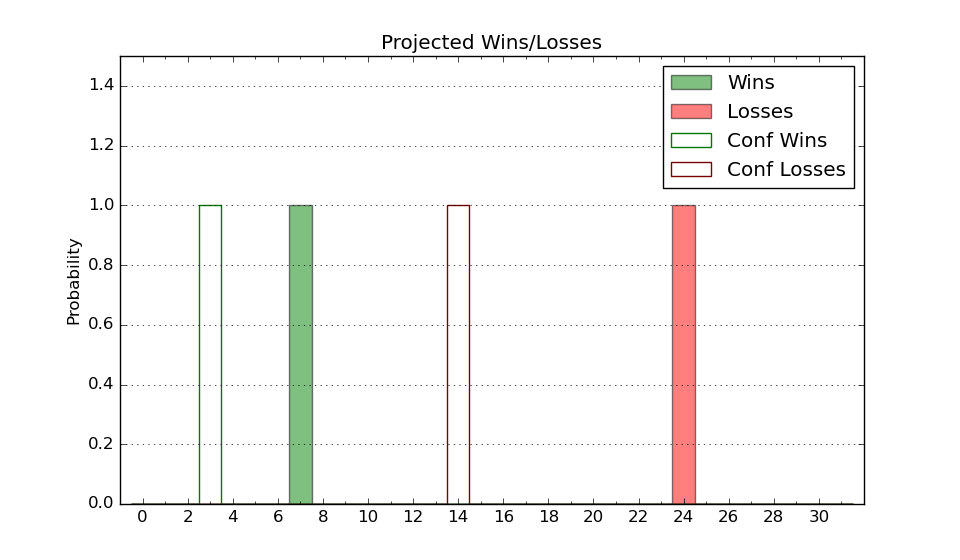 Projected Wins/Losses
Wins
Losses
Conf Wins
Conf Losses
Probability
1.4
1.2
1.0
0.8
0.6
0.4
0.2
0.0
0 2 4 6 8 10 12 14 16 18 20 22 24 26 28 30